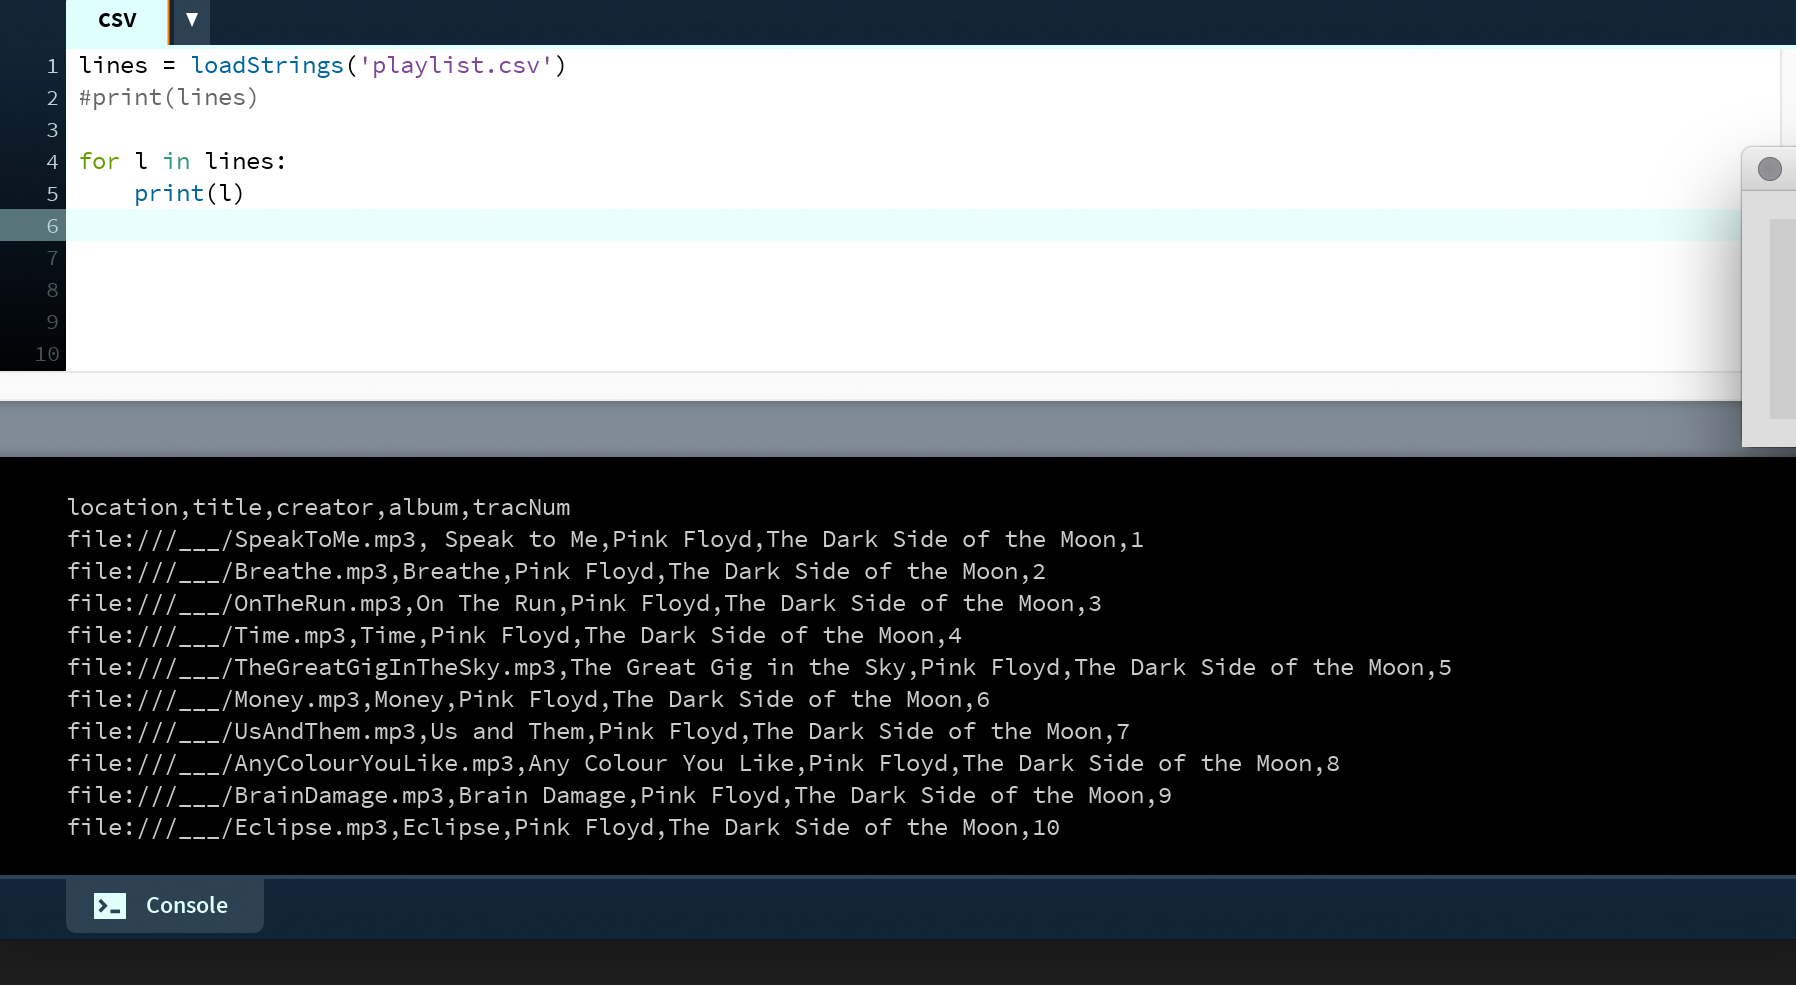 csv ▼
1 lines = loadStrings('playlist.csv')
2 #print(lines)
3
4 for l in lines:
5     print(l)
6
7
8
9
10
location,title,creator,album,tracNum
file:///___/SpeakToMe.mp3, Speak to Me,Pink Floyd,The Dark Side of the Moon,1
file:///___/Breathe.mp3,Breathe,Pink Floyd,The Dark Side of the Moon,2
file:///___/OnTheRun.mp3,On The Run,Pink Floyd,The Dark Side of the Moon,3
file:///___/Time.mp3,Time,Pink Floyd,The Dark Side of the Moon,4
file:///___/TheGreatGigInTheSky.mp3,The Great Gig in the Sky,Pink Floyd,The Dark Side of the Moon,5
file:///___/Money.mp3,Money,Pink Floyd,The Dark Side of the Moon,6
file:///___/UsAndThem.mp3,Us and Them,Pink Floyd,The Dark Side of the Moon,7
file:///___/AnyColourYouLike.mp3,Any Colour You Like,Pink Floyd,The Dark Side of the Moon,8
file:///___/BrainDamage.mp3,Brain Damage,Pink Floyd,The Dark Side of the Moon,9
file:///___/Eclipse.mp3,Eclipse,Pink Floyd,The Dark Side of the Moon,10
Console